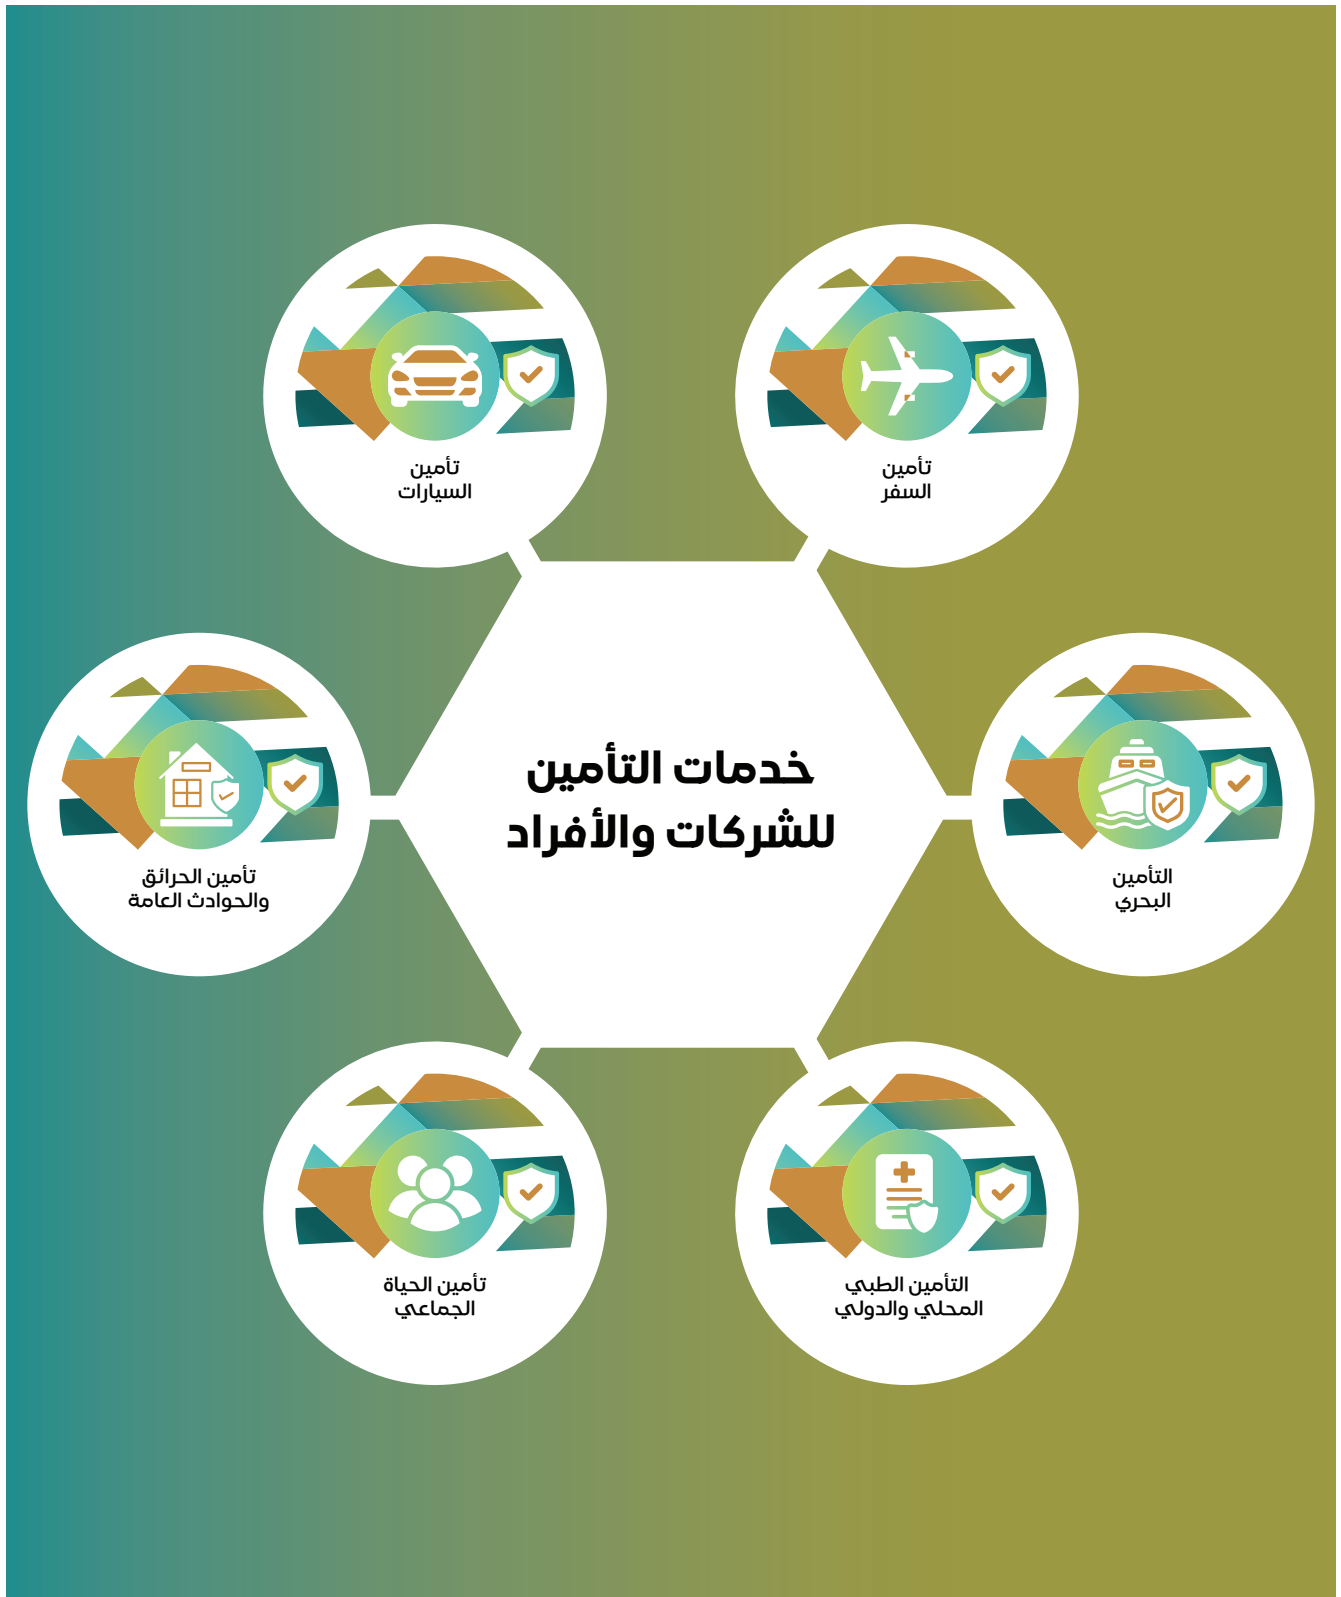 تأمين
السفر
تأمين
السيارات
خدمات التأمين
للشركات والأفراد
التأمين
البحري
تأمين الحرائق
والحوادث العامة
التأمين الطبي
المحلي والدولي
تأمين الحياة
الجماعي